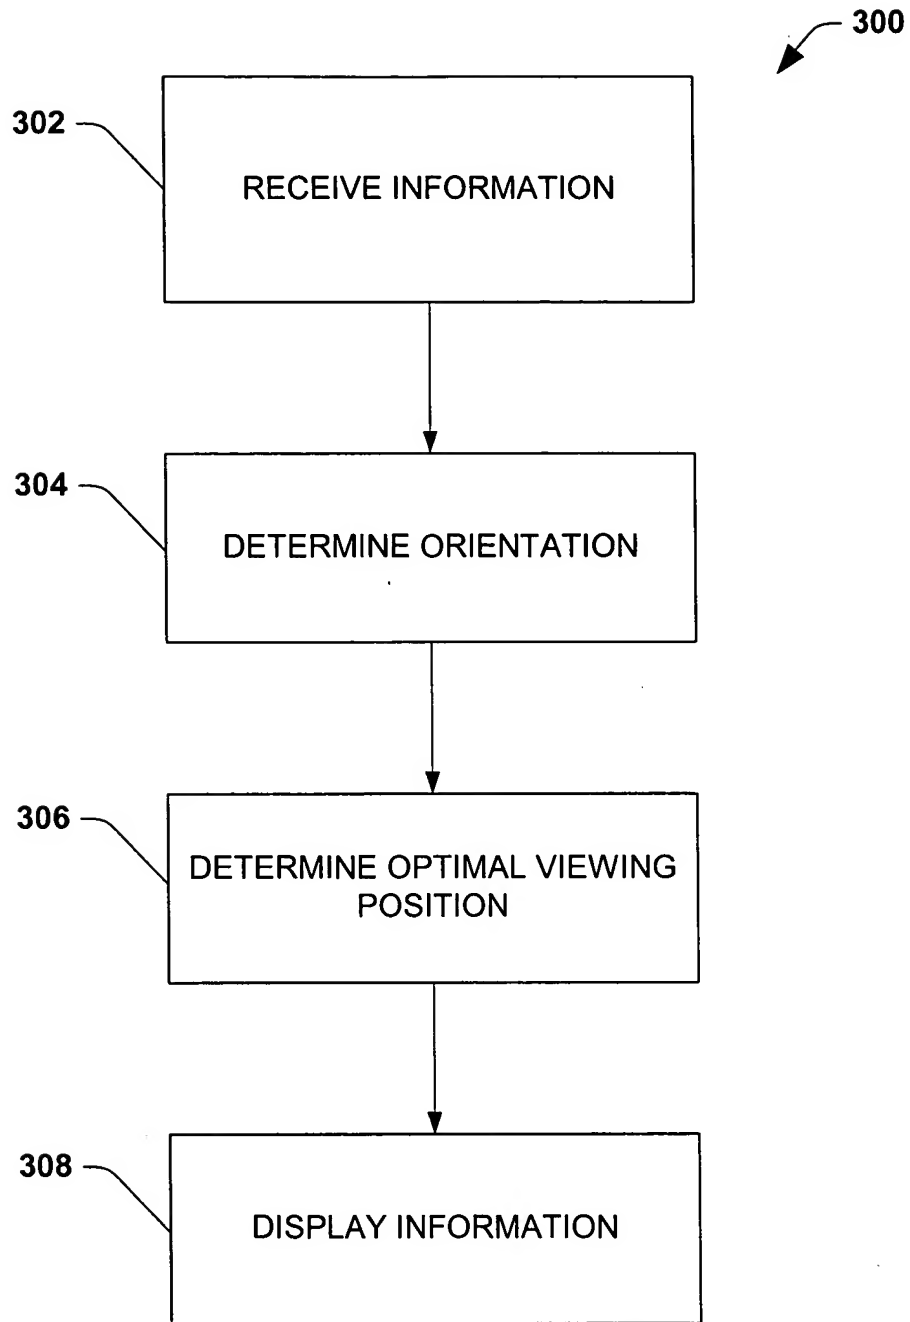 300
302
RECEIVE INFORMATION
304
DETERMINE ORIENTATION
306
DETERMINE OPTIMAL VIEWING
POSITION
308
DISPLAY INFORMATION